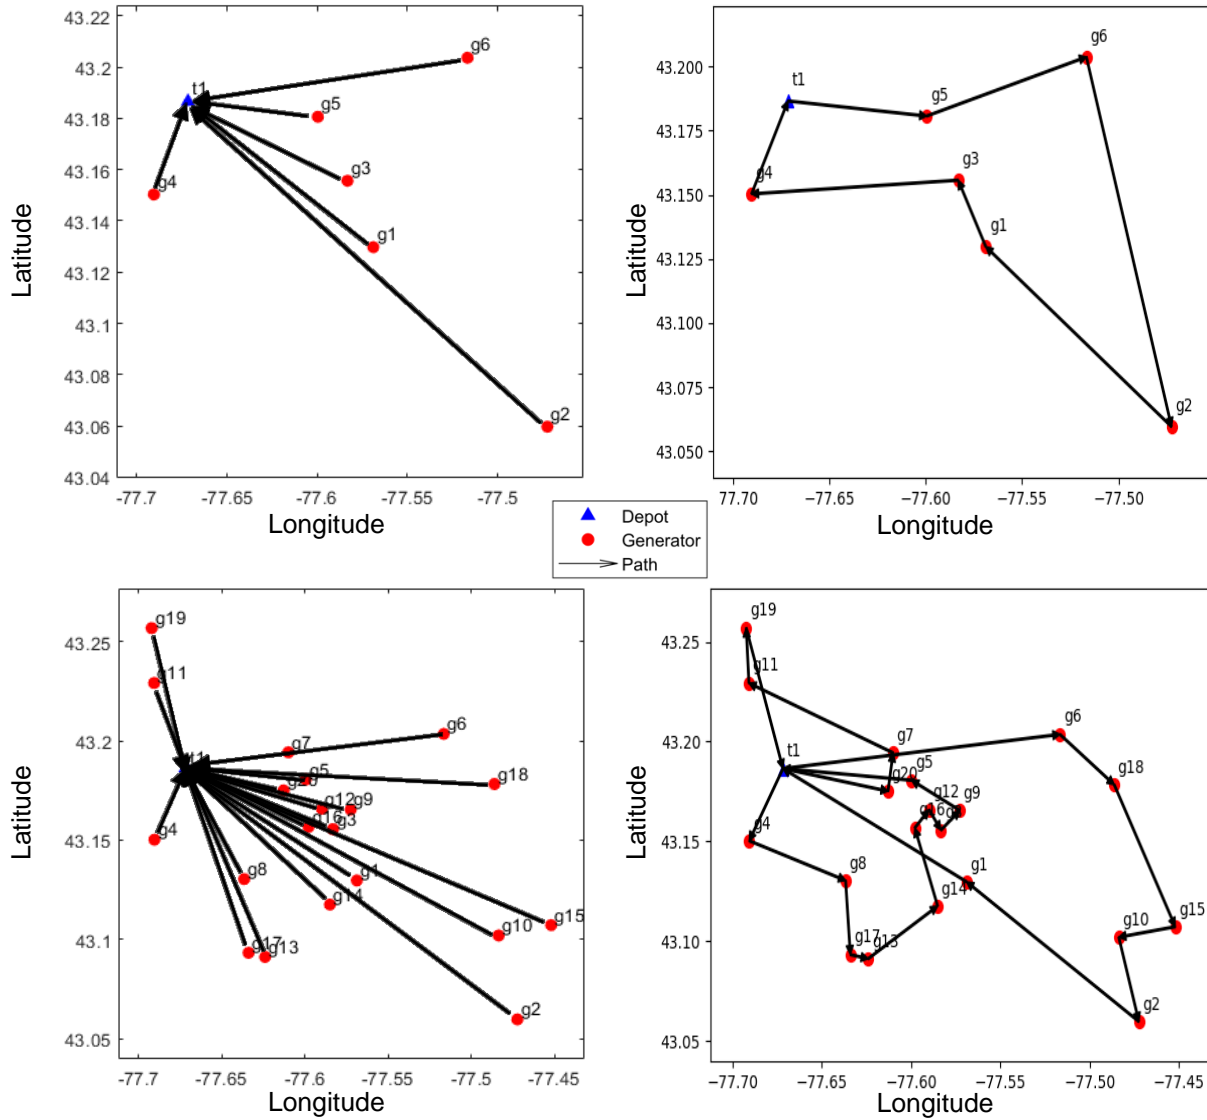 43.22
43.2
43.18
43.16
43.14
43.12
43.1
43.08
43.06
43.04
Latitude
t1
g6
g5
g3
g4
g1
g2
-77.7
-77.65
-77.6
-77.55
-77.5
Longitude
43.200
43.175
43.150
43.125
43.100
43.075
43.050
Latitude
g6
t1
g5
g3
g4
g1
g2
−77.70
−77.65
−77.60
−77.55
−77.50
Longitude
Depot
Generator
Path
43.25
43.2
43.15
43.1
43.05
Latitude
g19
g11
g6
g7
t1
g5
g18
g20
g12
g9
g16
g3
g4
g8
g1
g14
g15
g10
g17
g13
g2
-77.7
-77.65
-77.6
-77.55
-77.5
-77.45
Longitude
43.25
43.20
43.15
43.10
43.05
Latitude
g19
g11
g6
g7
t1
g5
g18
g20
g12
g9
g4
g8
g1
g14
g15
g10
g17
g13
g2
−77.70
−77.65
−77.60
−77.55
−77.50
−77.45
Longitude